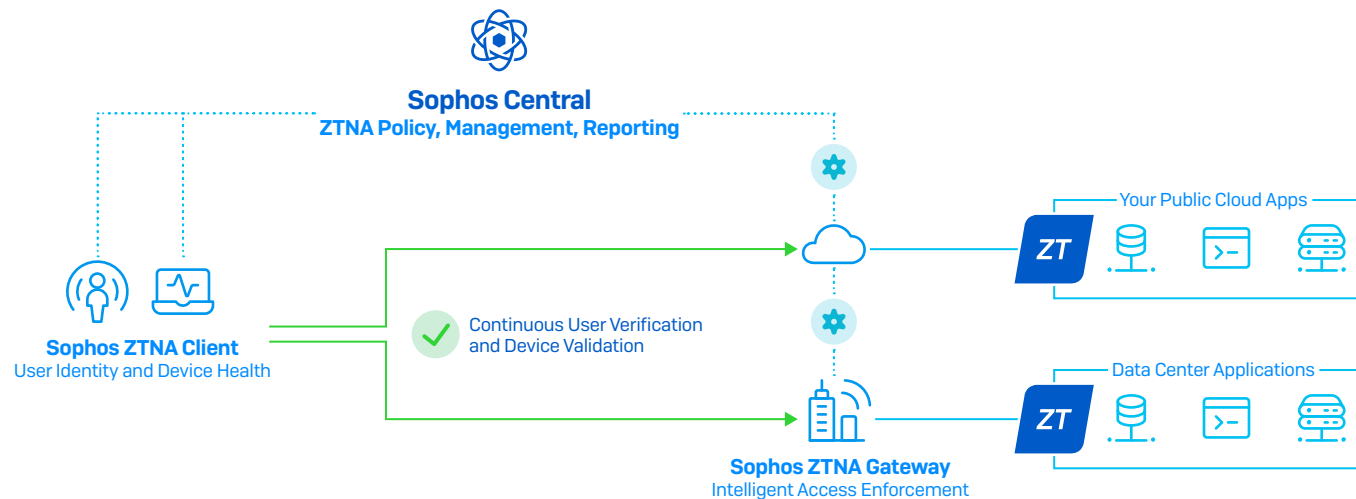 Sophos Central
ZTNA Policy, Management, Reporting
Your Public Cloud Apps
ZT
Continuous User Verification
and Device Validation
Sophos ZTNA Client
User Identity and Device Health
Data Center Applications
ZT
Sophos ZTNA Gateway
Intelligent Access Enforcement